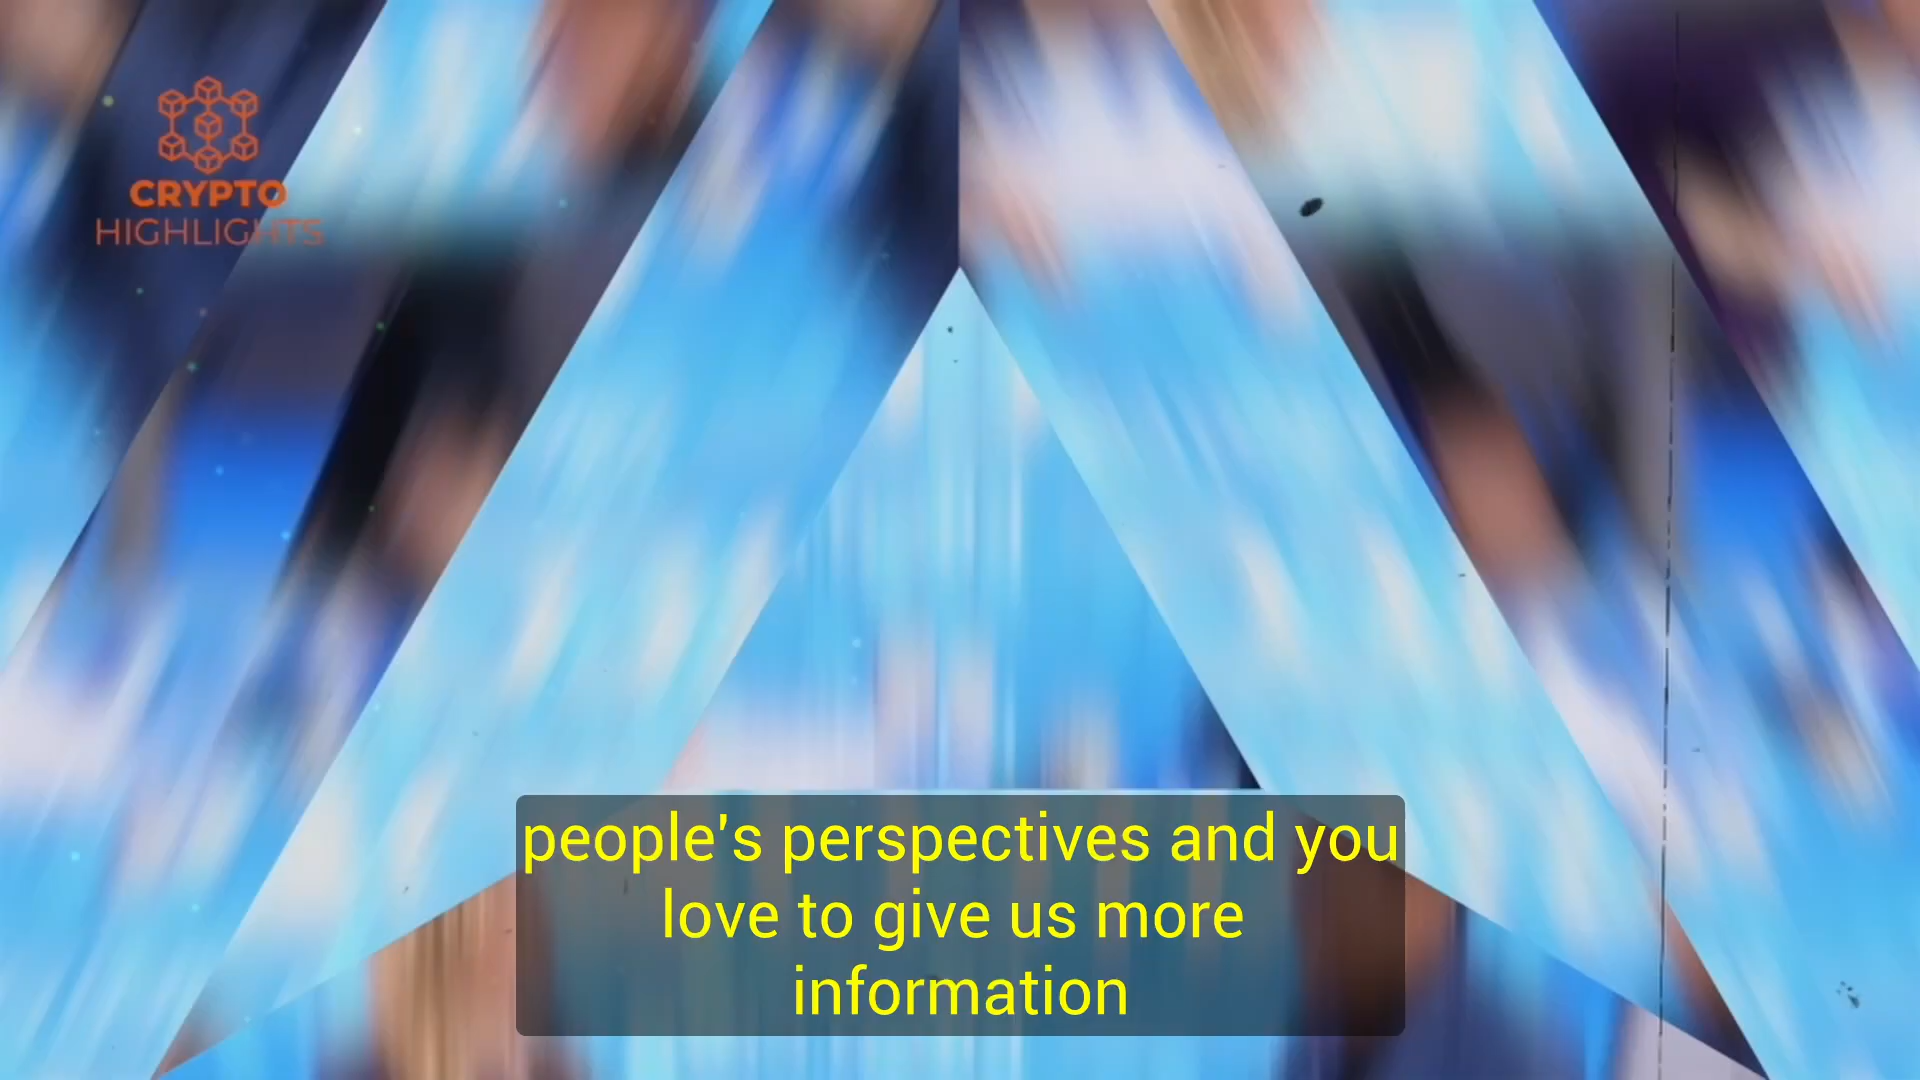 CRYPTO
HIGHLIGHTS
people's perspectives and you
love to give us more
information